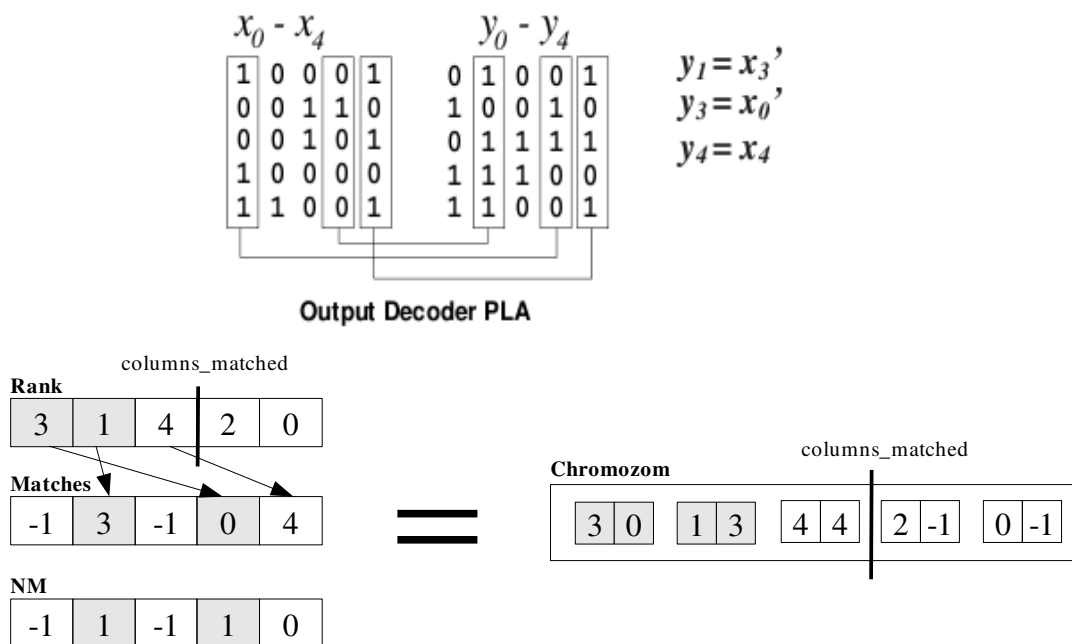 x0 - x4 y0 - y4
1 0 0 0 1 0 1 0 0 1 y1 = x3’
0 0 1 1 0 1 0 0 1 0 y3 = x0’
0 0 1 0 1 0 1 1 1 1 y4 = x4
1 0 0 0 0 1 1 1 0 0
1 1 0 0 1 1 1 0 0 1
Output Decoder PLA
columns_matched
Rank
3 1 4 2 0
Matches
-1 3 -1 0 4
NM
-1 1 -1 1 0
columns_matched
Chromozom
3 0 1 3 4 4 2 -1 0 -1